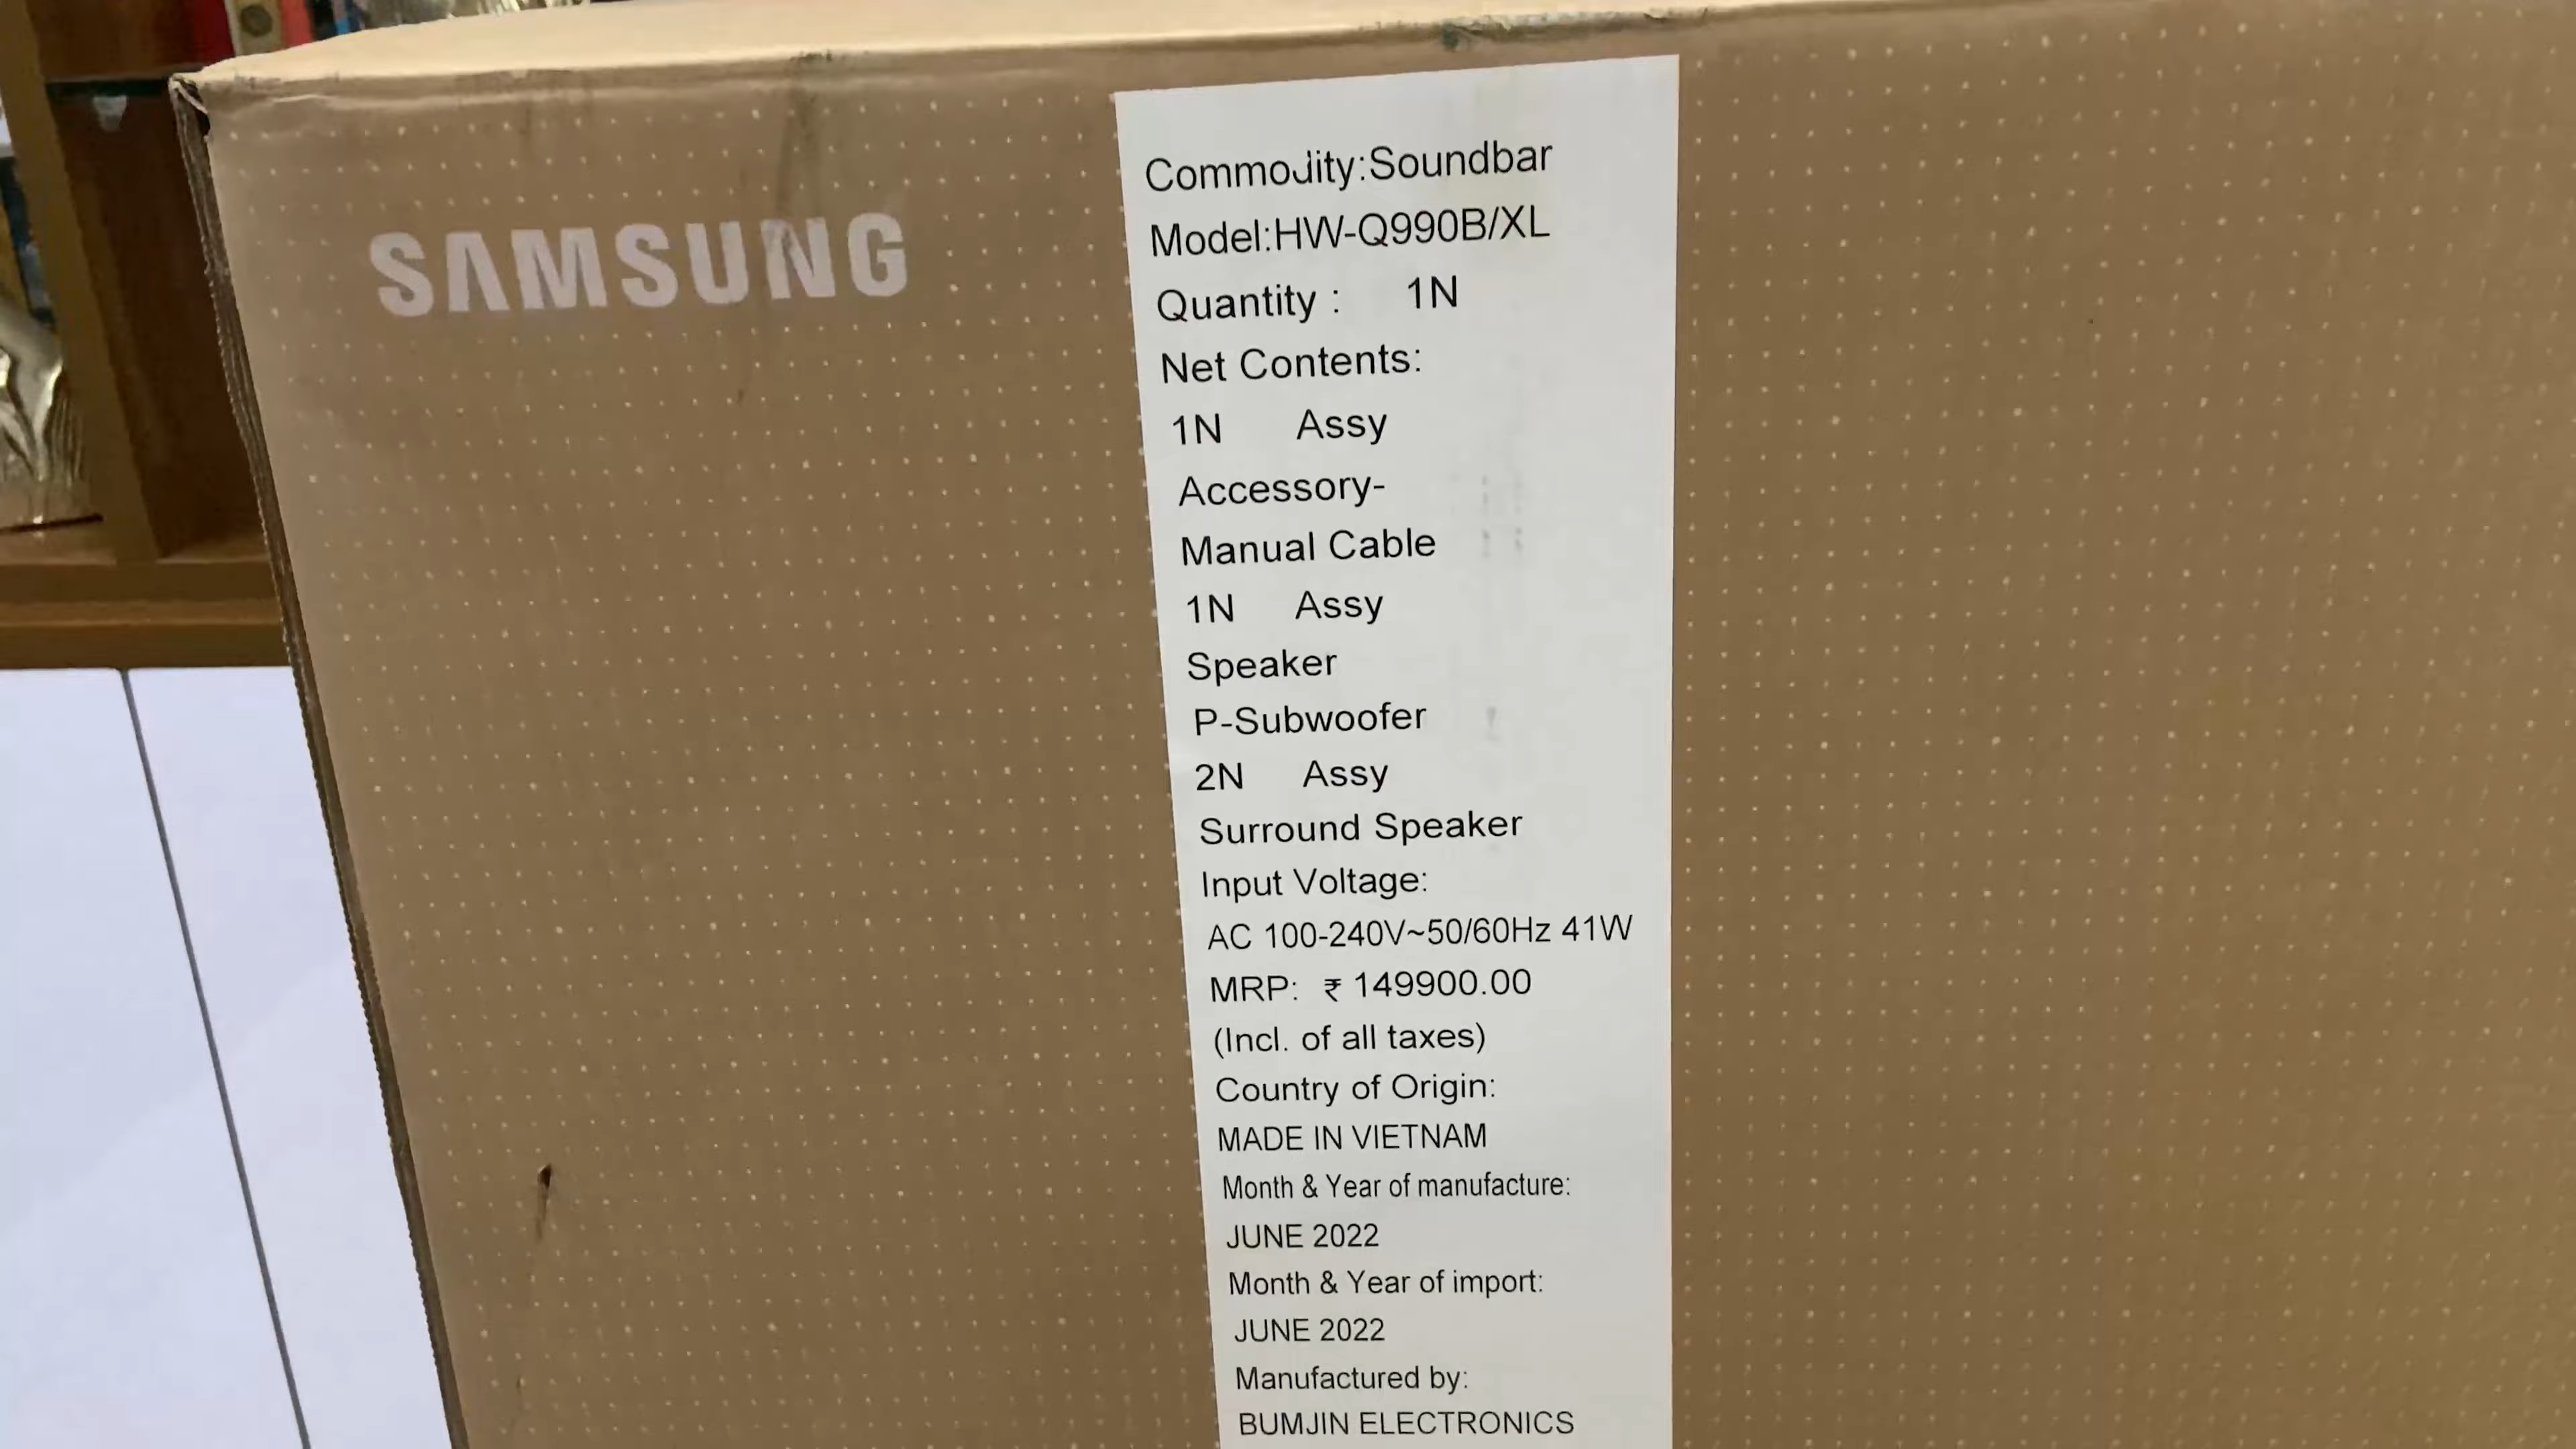 SAMSUNG
Commodity:Soundbar
Model:HW-Q990B/XL
Quantity : 1N
Net Contents:
1N Assy
Accessory-
Manual Cable
1N Assy
Speaker
P-Subwoofer
2N Assy
Surround Speaker
Input Voltage:
AC 100-240V~50/60Hz 41W
MRP: ₹ 149900.00
(Incl. of all taxes)
Country of Origin:
MADE IN VIETNAM
Month & Year of manufacture:
JUNE 2022
Month & Year of import:
JUNE 2022
Manufactured by:
BUMJIN ELECTRONICS